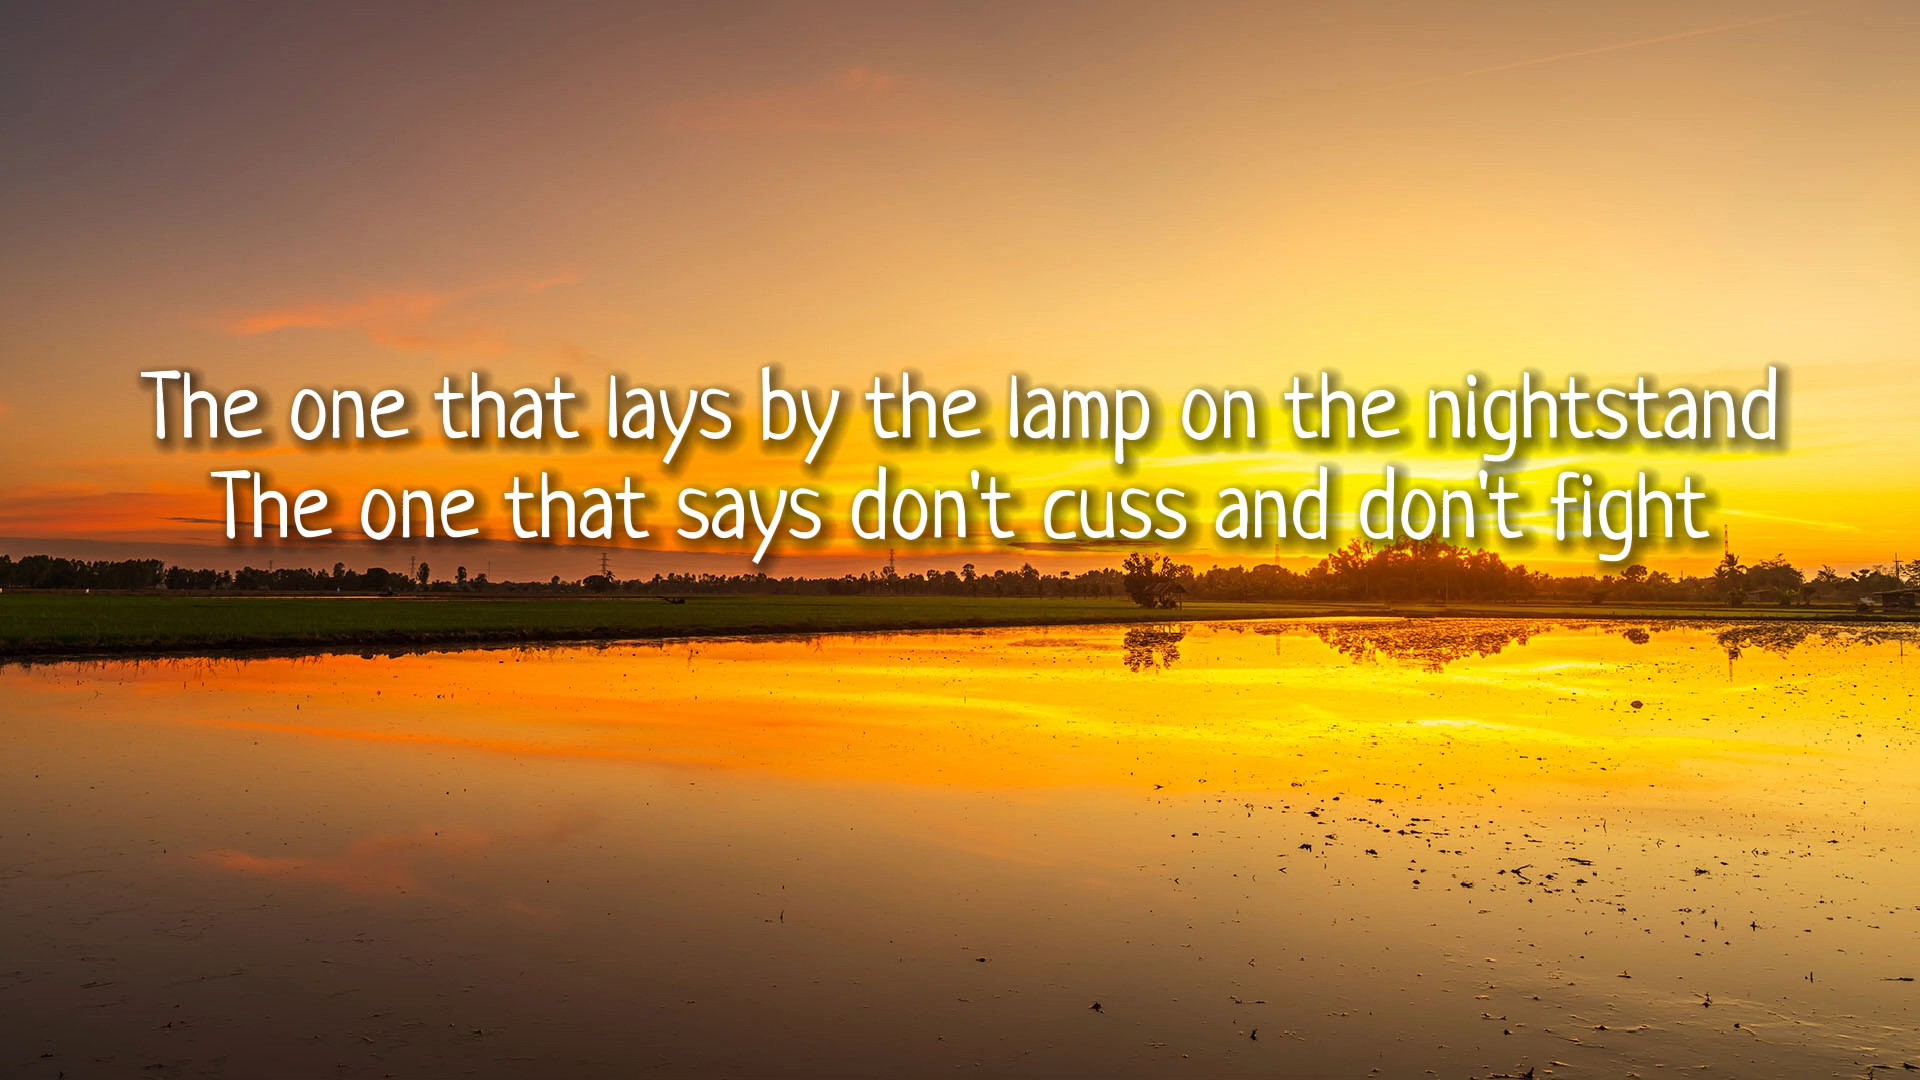 The one that lays by the lamp on the nightstand
The one that says don't cuss and don't fight